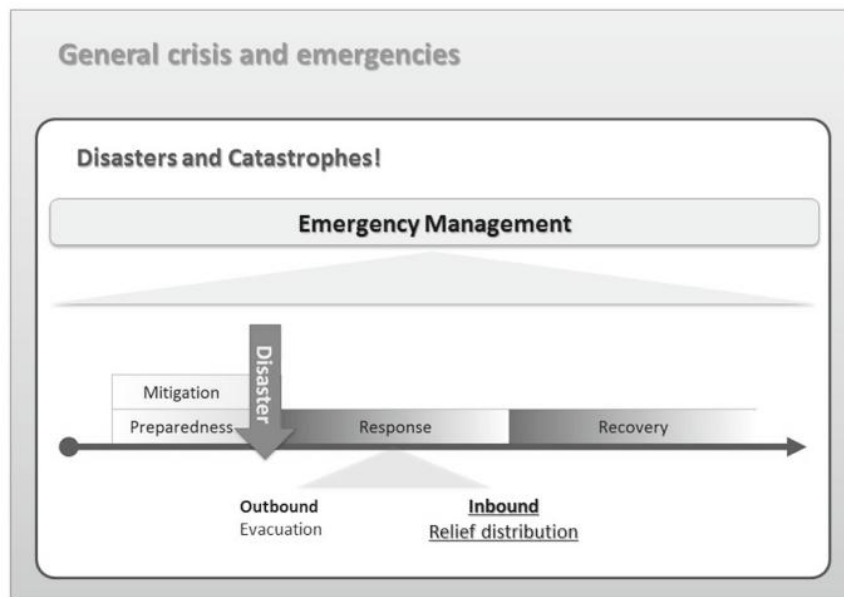 General crisis and emergencies
Disasters and Catastrophes!
Emergency Management
Disaster
Mitigation
Preparedness
Response
Recovery
Outbound
Evacuation
Inbound
Relief distribution